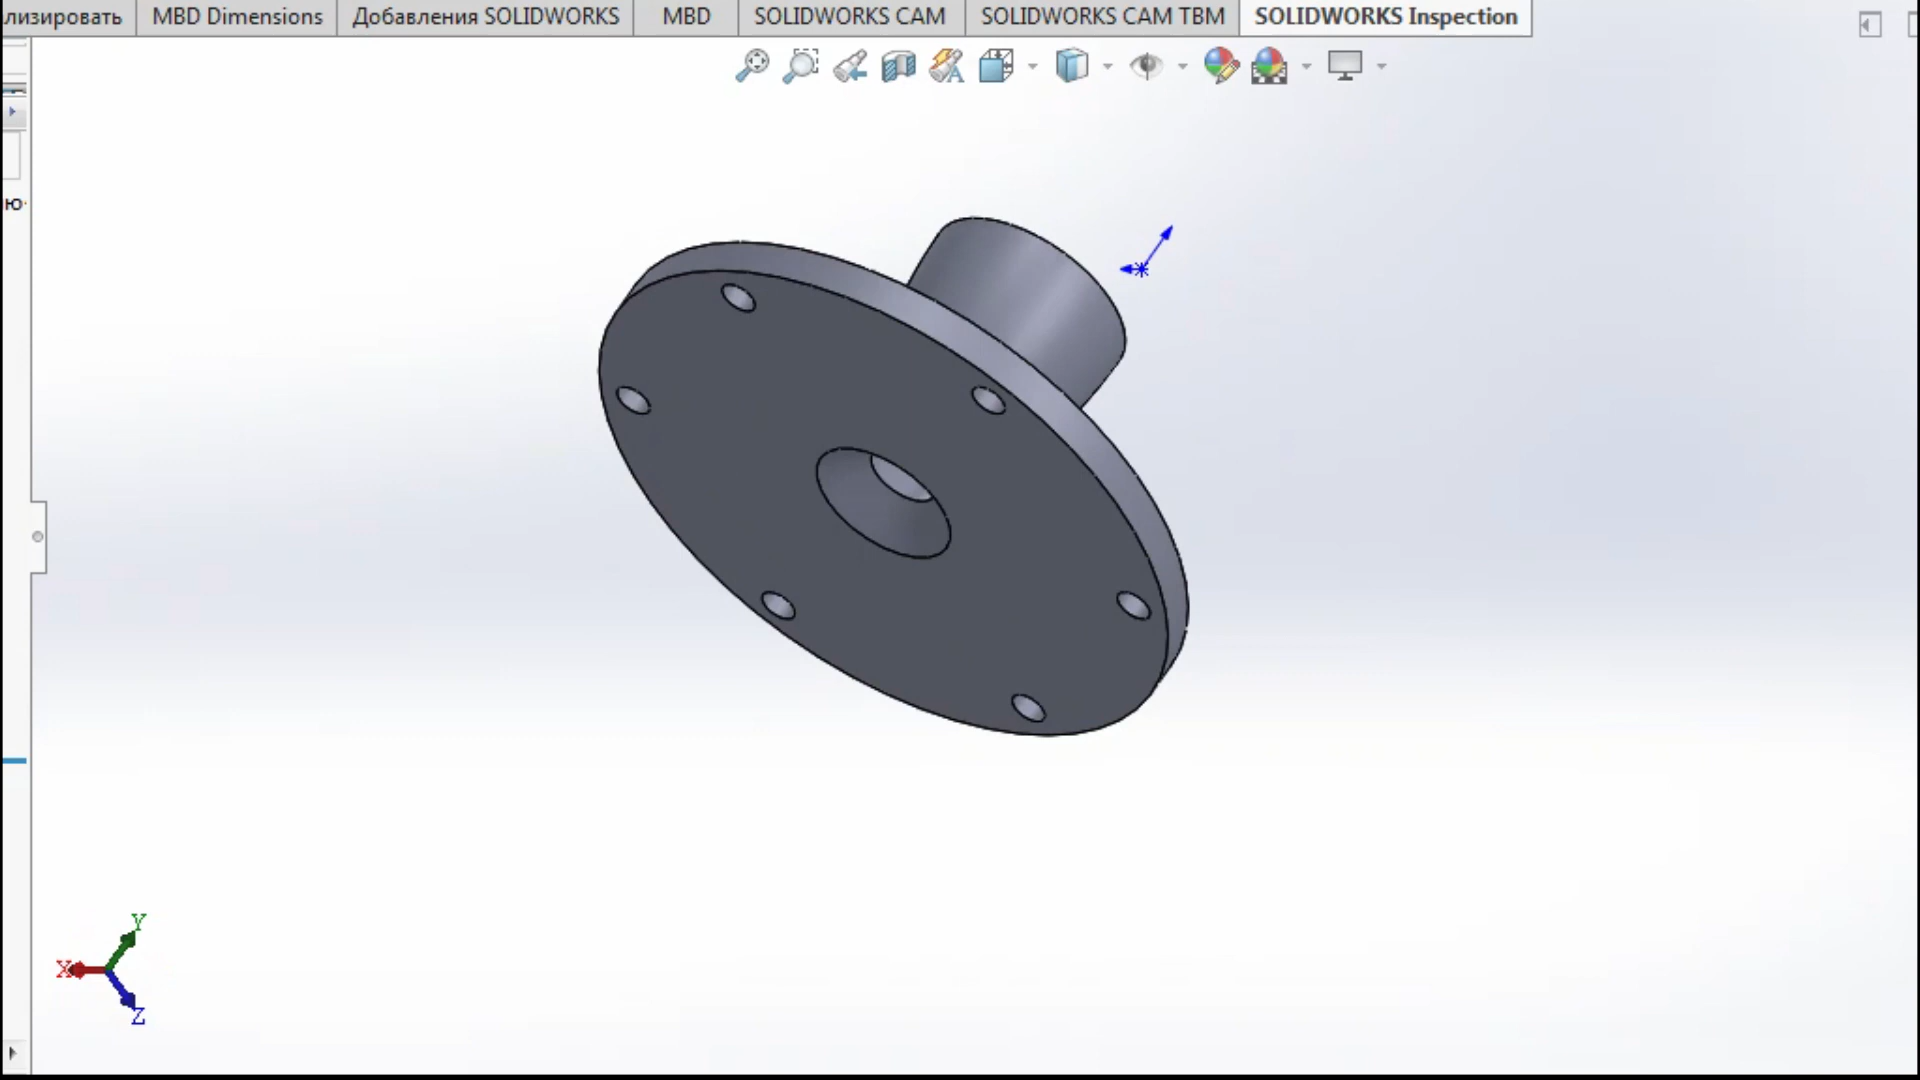 лизировать
MBD Dimensions
Добавления SOLIDWORKS
MBD
SOLIDWORKS CAM
SOLIDWORKS CAM TBM
SOLIDWORKS Inspection
ю
Y
X
Z